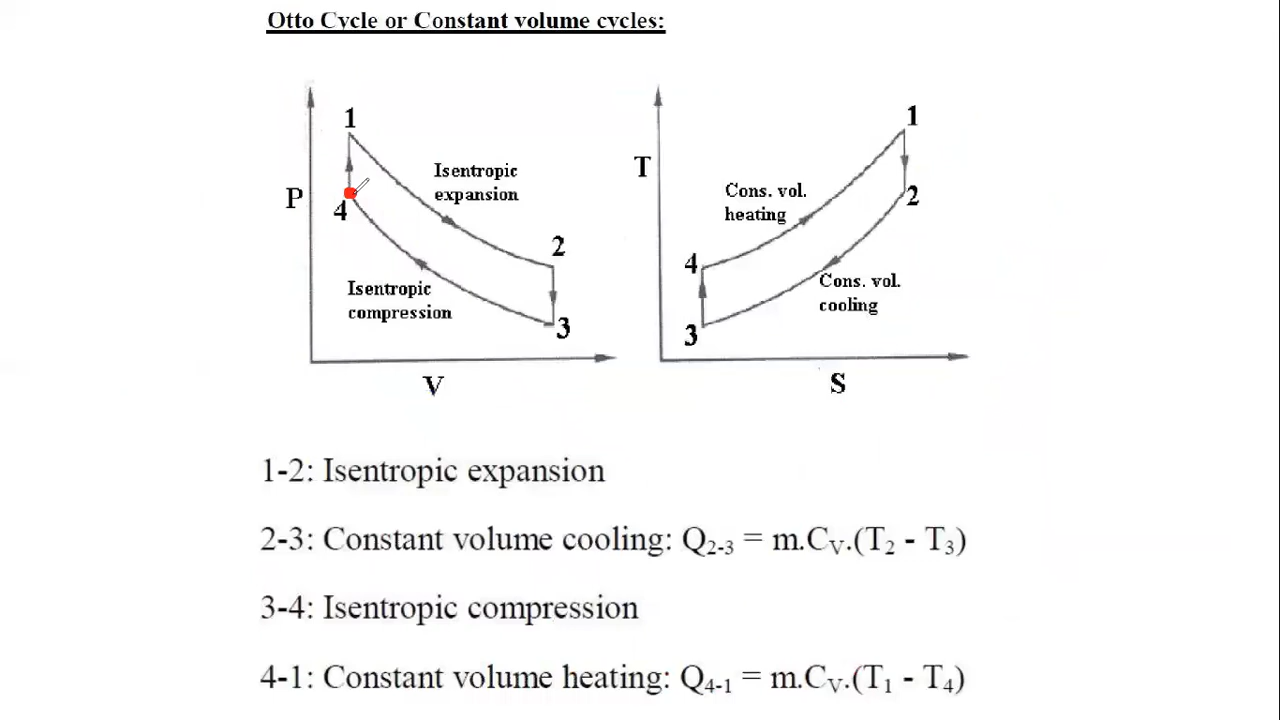 Otto Cycle or Constant volume cycles:
1
Isentropic
expansion
P
4
2
Isentropic
compression
3
V
1
T
Cons. vol.
heating
2
4
Cons. vol.
cooling
3
S
1-2: Isentropic expansion
2-3: Constant volume cooling: Q2-3 = m.CV.(T2 - T3)
3-4: Isentropic compression
4-1: Constant volume heating: Q4-1 = m.CV.(T1 - T4)